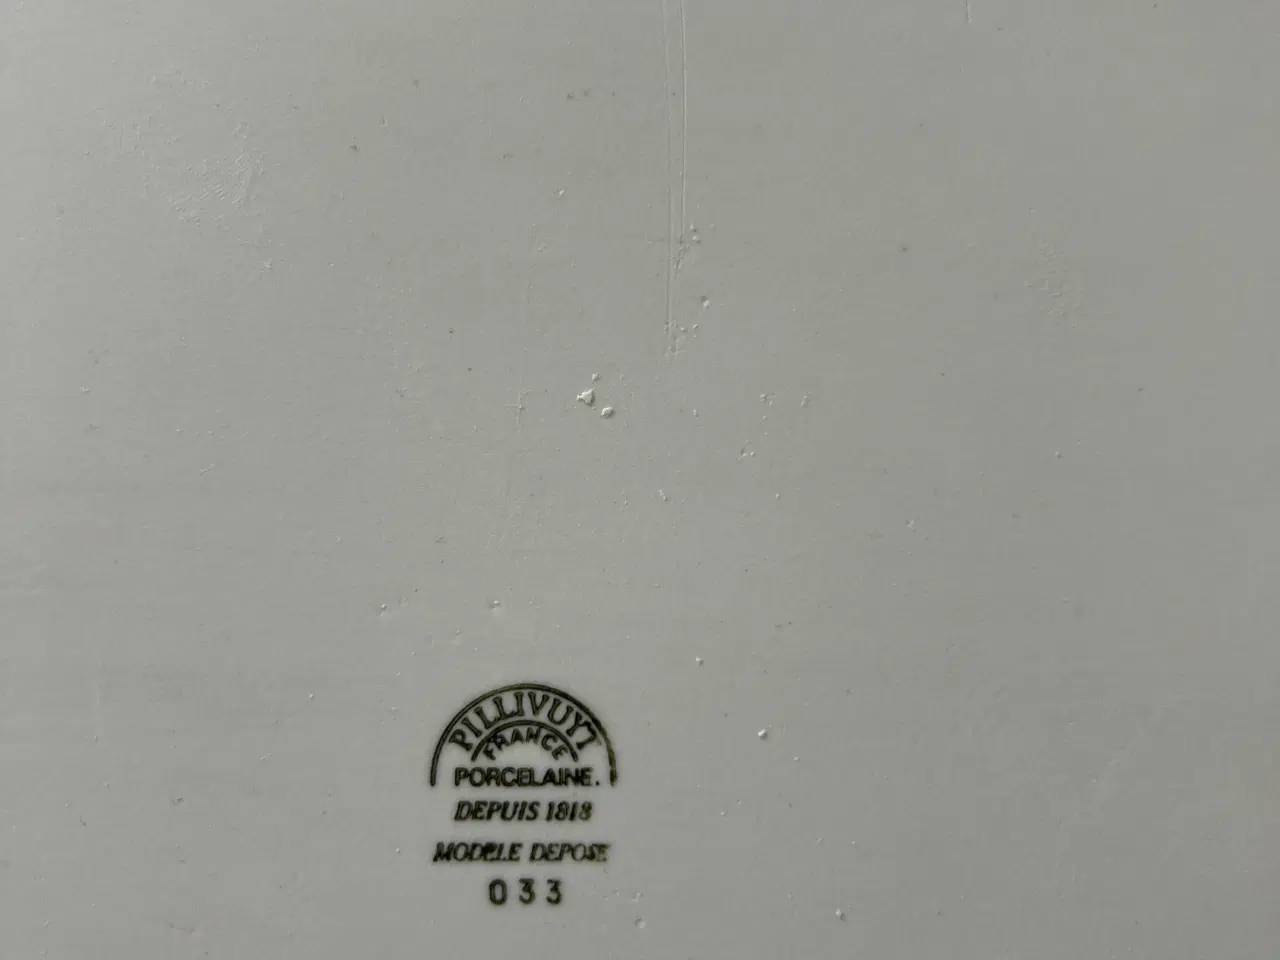 PILLIVUYT
FRANCE
PORCELAINE.
DEPUIS 1818
MODELE DEPOSE
033